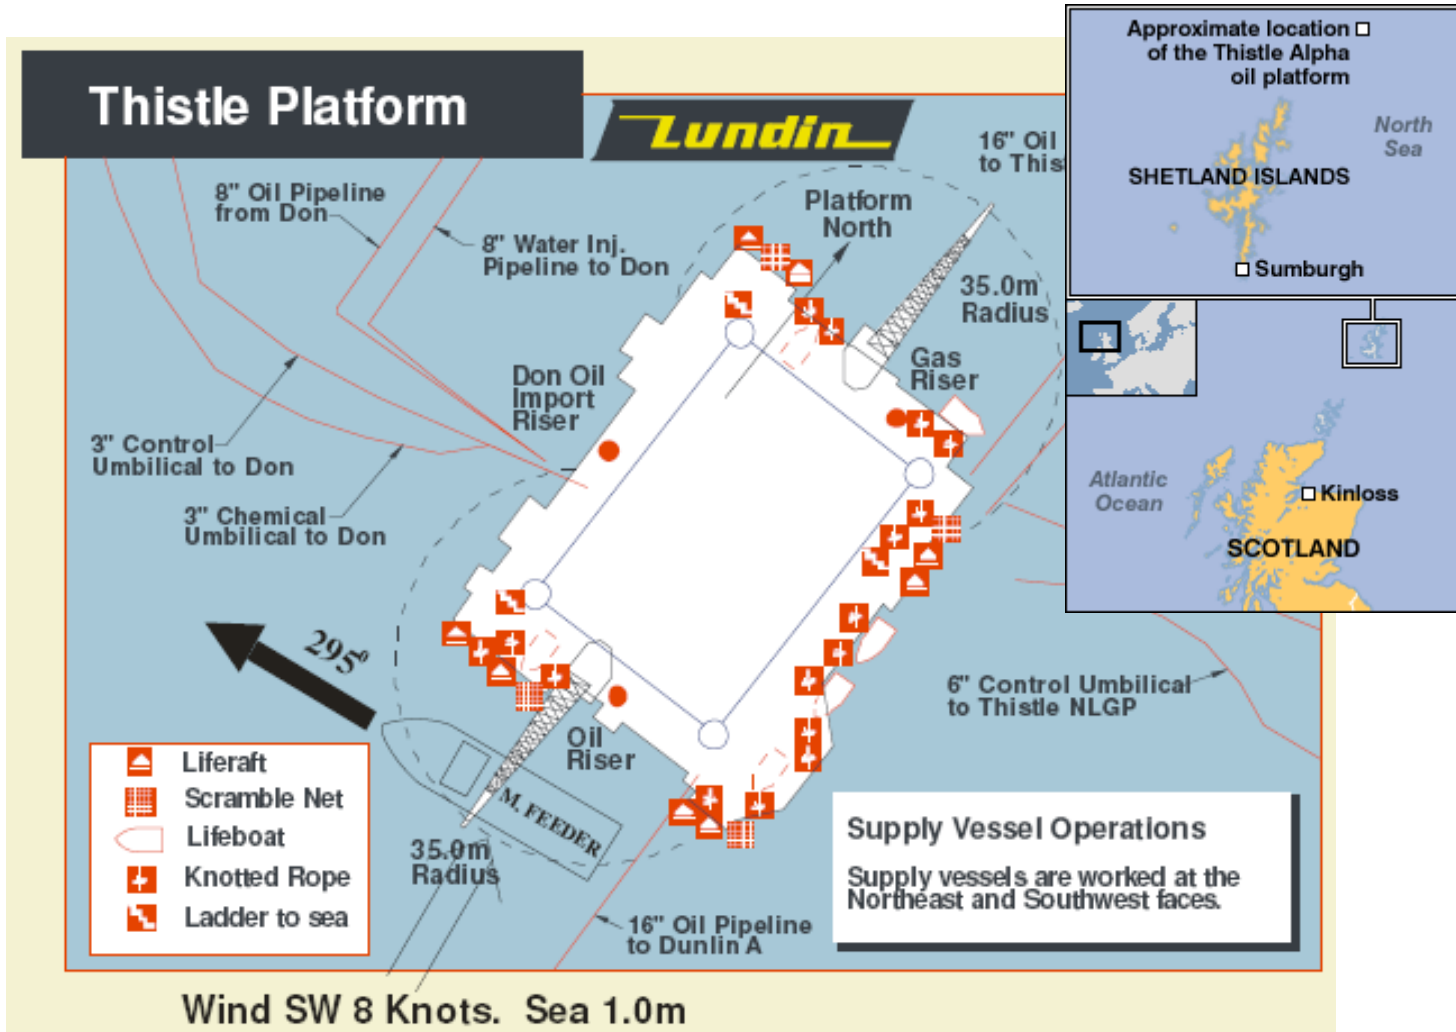 Thistle Platform
Lundin
8" Oil Pipeline
from Don
8" Water Inj.
Pipeline to Don
Platform
North
16" Oil
to This
35.0m
Radius
Gas
Riser
Don Oil
Import
Riser
3" Control
Umbilical to Don
3" Chemical
Umbilical to Don
295º
M. FEEDER
Oil
Riser
35.0m
Radius
6" Control Umbilical
to Thistle NLGP
16" Oil Pipeline
to Dunlin A
Liferaft
Scramble Net
Lifeboat
Knotted Rope
Ladder to sea
Supply Vessel Operations
Supply vessels are worked at the
Northeast and Southwest faces.
Wind SW 8 Knots. Sea 1.0m
Approximate location
of the Thistle Alpha
oil platform
North
Sea
SHETLAND ISLANDS
Sumburgh
Atlantic
Ocean
Kinloss
SCOTLAND